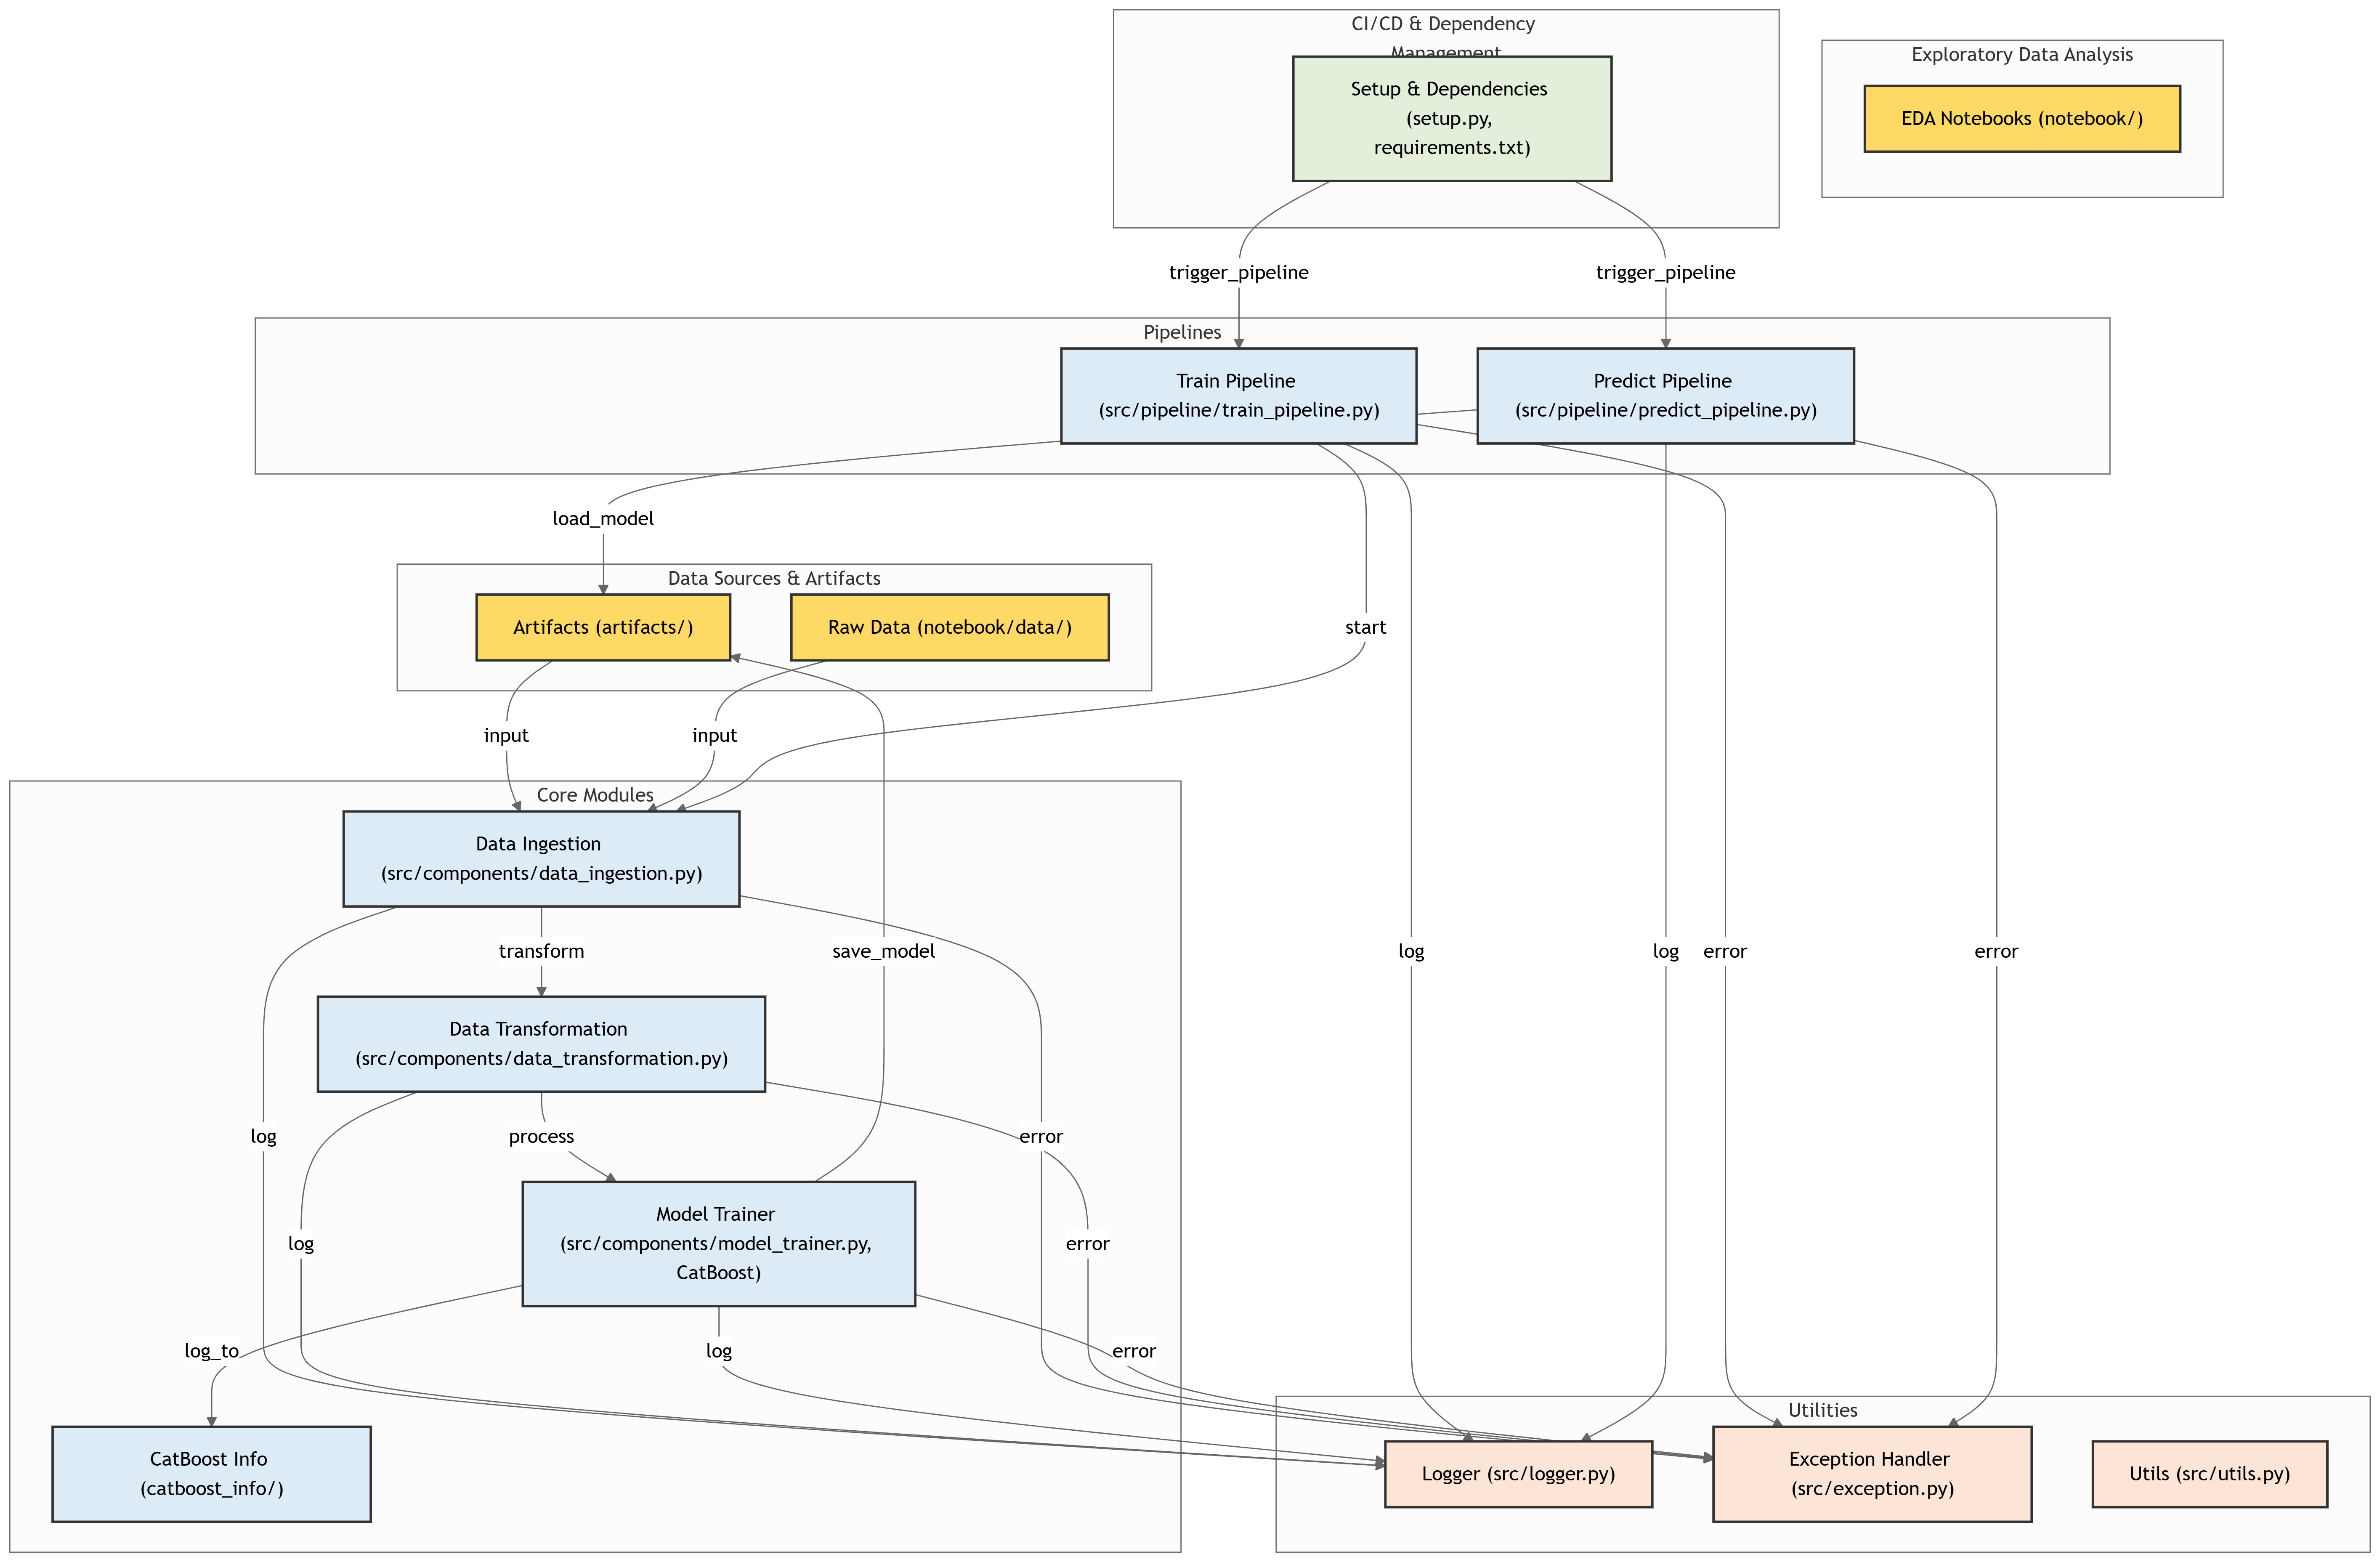 CI/CD & Dependency
Management
Setup & Dependencies
(setup.py,
requirements.txt)
Exploratory Data Analysis
EDA Notebooks (notebook/)
trigger_pipeline
trigger_pipeline
Pipelines
Train Pipeline
(src/pipeline/train_pipeline.py)
Predict Pipeline
(src/pipeline/predict_pipeline.py)
load_model
Data Sources & Artifacts
Artifacts (artifacts/)
Raw Data (notebook/data/)
start
input
input
Core Modules
Data Ingestion
(src/components/data_ingestion.py)
transform
save_model
log
log
error
error
Data Transformation
(src/components/data_transformation.py)
log
process
error
Model Trainer
(src/components/model_trainer.py,
CatBoost)
log
error
log_to
log
error
CatBoost Info
(catboost_info/)
Utilities
Logger (src/logger.py)
Exception Handler
(src/exception.py)
Utils (src/utils.py)